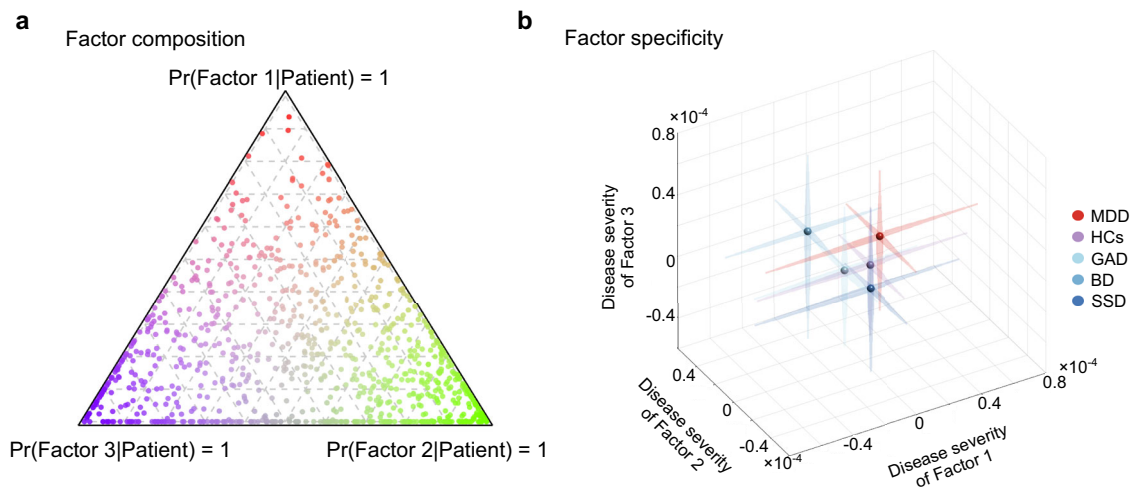 a
Factor composition
Pr(Factor 1|Patient) = 1
Pr(Factor 3|Patient) = 1
Pr(Factor 2|Patient) = 1
b
Factor specificity
×10⁻⁴
0.8
0.4
0
-0.4
Disease severity
of Factor 3
0.4
0
-0.4
×10⁻⁴
Disease severity
of Factor 2
-0.4
0
0.4
0.8
×10⁻⁴
Disease severity
of Factor 1
MDD
HCs
GAD
BD
SSD